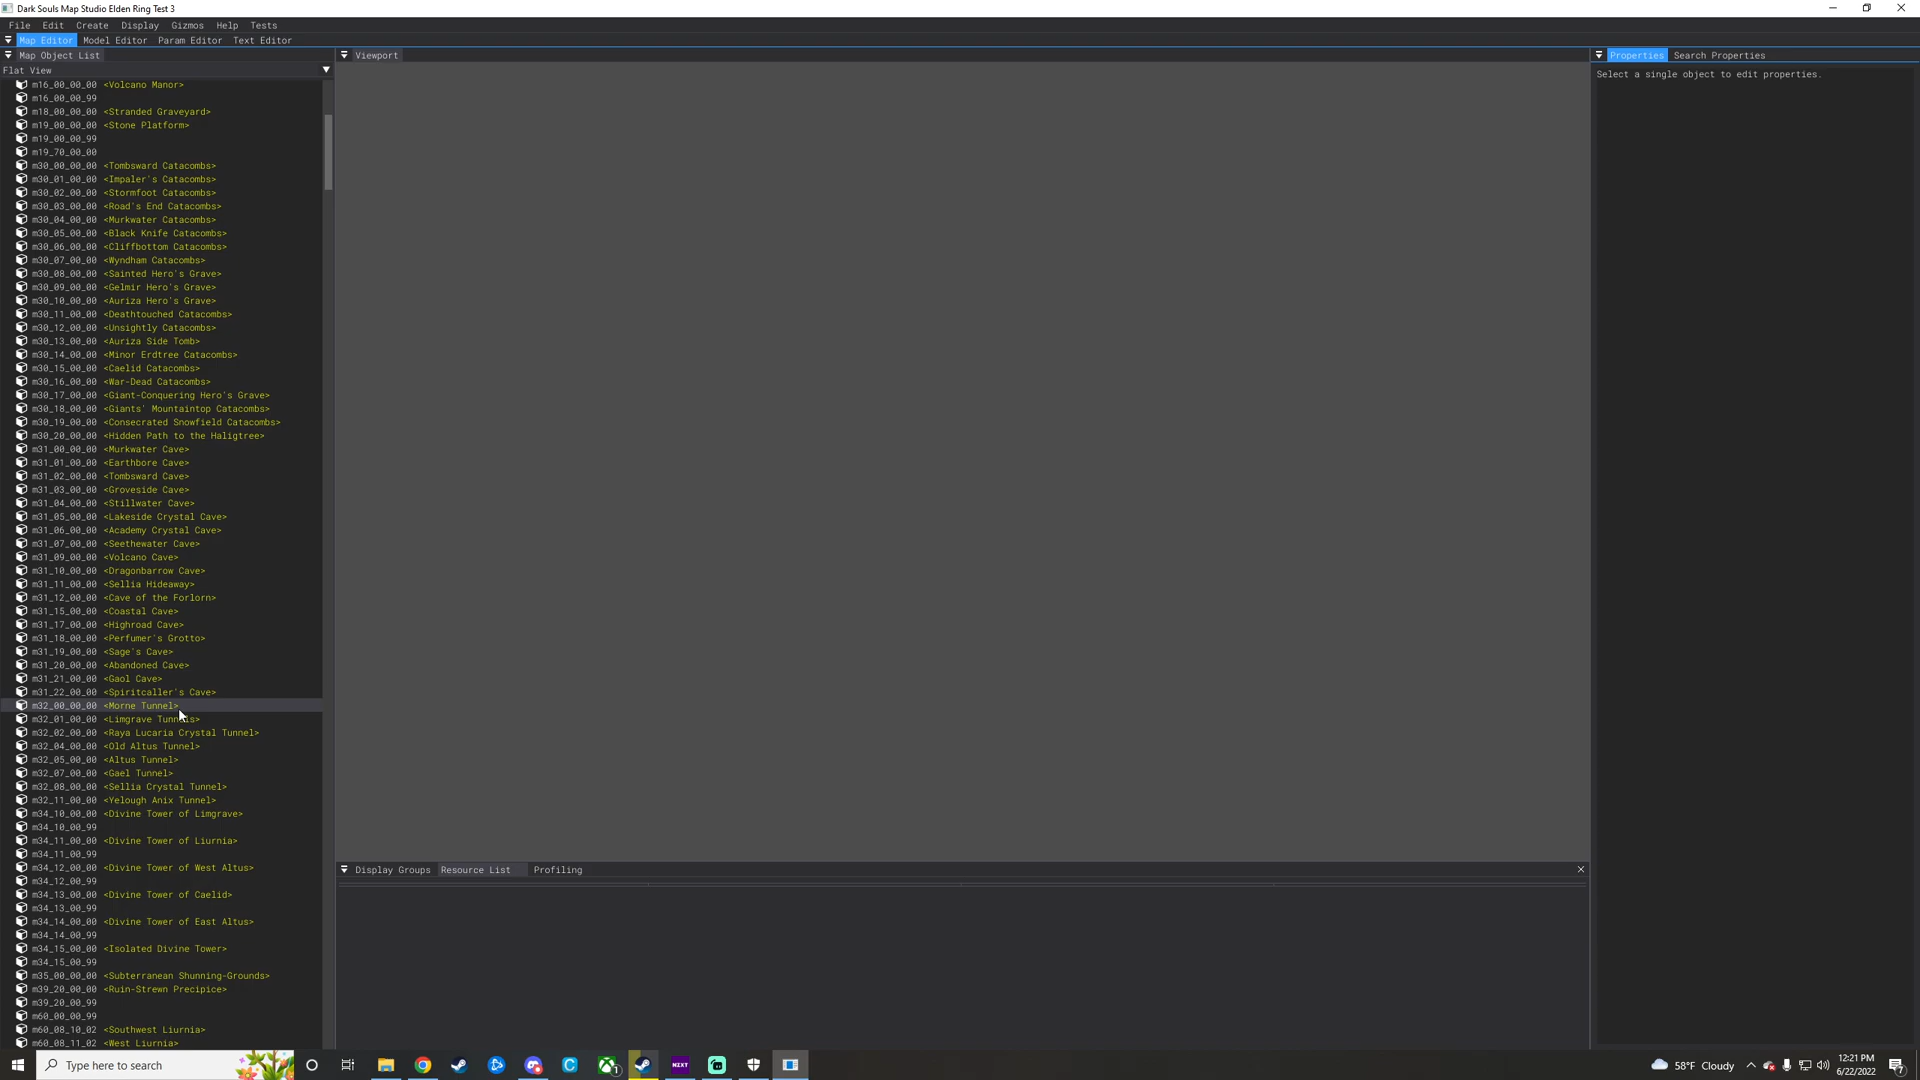 Dark Souls Map Studio Elden Ring Test 3
File Edit Create Display Gizmos Help Tests
Map Editor Model Editor Param Editor Text Editor
Map Object List
Viewport
Properties Search Properties
Flat View
Select a single object to edit properties.
m16_00_00_00 <Volcano Manor>
m16_00_00_99
m18_00_00_00 <Stranded Graveyard>
m19_00_00_00 <Stone Platform>
m19_00_00_99
m19_70_00_00
m30_00_00_00 <Tombsward Catacombs>
m30_01_00_00 <Impaler's Catacombs>
m30_02_00_00 <Stormfoot Catacombs>
m30_03_00_00 <Road's End Catacombs>
m30_04_00_00 <Murkwater Catacombs>
m30_05_00_00 <Black Knife Catacombs>
m30_06_00_00 <Cliffbottom Catacombs>
m30_07_00_00 <Wyndham Catacombs>
m30_08_00_00 <Sainted Hero's Grave>
m30_09_00_00 <Gelmir Hero's Grave>
m30_10_00_00 <Auriza Hero's Grave>
m30_11_00_00 <Deathtouched Catacombs>
m30_12_00_00 <Unsightly Catacombs>
m30_13_00_00 <Auriza Side Tomb>
m30_14_00_00 <Minor Erdtree Catacombs>
m30_15_00_00 <Caelid Catacombs>
m30_16_00_00 <War-Dead Catacombs>
m30_17_00_00 <Giant-Conquering Hero's Grave>
m30_18_00_00 <Giants' Mountaintop Catacombs>
m30_19_00_00 <Consecrated Snowfield Catacombs>
m30_20_00_00 <Hidden Path to the Haligtree>
m31_00_00_00 <Murkwater Cave>
m31_01_00_00 <Earthbore Cave>
m31_02_00_00 <Tombsward Cave>
m31_03_00_00 <Groveside Cave>
m31_04_00_00 <Stillwater Cave>
m31_05_00_00 <Lakeside Crystal Cave>
m31_06_00_00 <Academy Crystal Cave>
m31_07_00_00 <Seethewater Cave>
m31_09_00_00 <Volcano Cave>
m31_10_00_00 <Dragonbarrow Cave>
m31_11_00_00 <Sellia Hideaway>
m31_12_00_00 <Cave of the Forlorn>
m31_15_00_00 <Coastal Cave>
m31_17_00_00 <Highroad Cave>
m31_18_00_00 <Perfumer's Grotto>
m31_19_00_00 <Sage's Cave>
m31_20_00_00 <Abandoned Cave>
m31_21_00_00 <Gaol Cave>
m31_22_00_00 <Spiritcaller's Cave>
m32_00_00_00 <Morne Tunnel>
m32_01_00_00 <Limgrave Tunnels>
m32_02_00_00 <Raya Lucaria Crystal Tunnel>
m32_04_00_00 <Old Altus Tunnel>
m32_05_00_00 <Altus Tunnel>
m32_07_00_00 <Gael Tunnel>
m32_08_00_00 <Sellia Crystal Tunnel>
m32_11_00_00 <Yelough Anix Tunnel>
m34_10_00_00 <Divine Tower of Limgrave>
m34_10_00_99
m34_11_00_00 <Divine Tower of Liurnia>
m34_11_00_99
m34_12_00_00 <Divine Tower of West Altus>
m34_12_00_99
m34_13_00_00 <Divine Tower of Caelid>
m34_13_00_99
m34_14_00_00 <Divine Tower of East Altus>
m34_14_00_99
m34_15_00_00 <Isolated Divine Tower>
m34_15_00_99
m35_00_00_00 <Subterranean Shunning-Grounds>
m39_20_00_00 <Ruin-Strewn Precipice>
m39_20_00_99
m60_00_00_99
m60_08_10_02 <Southwest Liurnia>
m60_08_11_02 <West Liurnia>
Display Groups Resource List Profiling
Type here to search
NEXT
1
58°F Cloudy
12:21 PM
6/22/2022
7